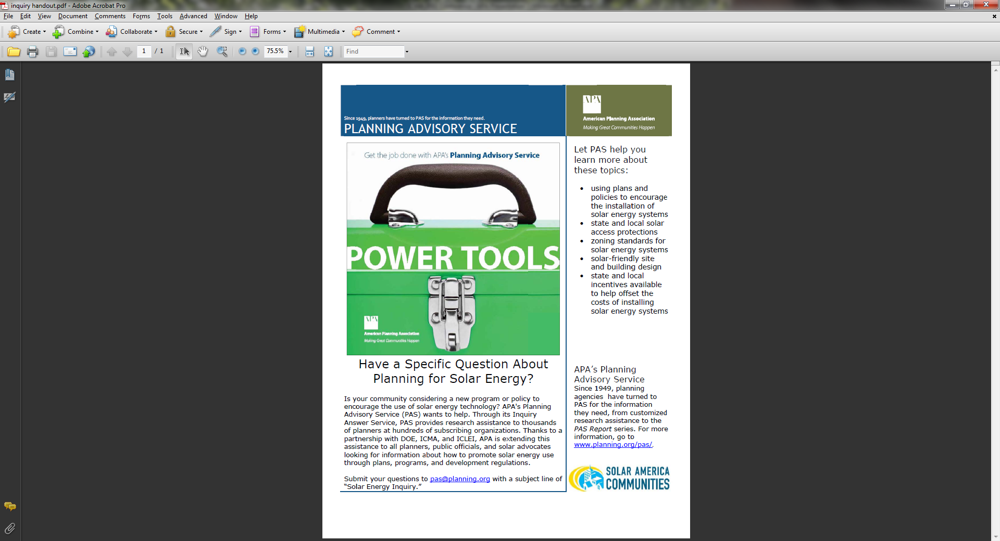 inquiry handout.pdf - Adobe Acrobat Pro
File Edit View Document Comments Forms Tools Advanced Window Help
Create Combine Collaborate Secure Sign Forms Multimedia Comment
1 / 1 75.5% Find
Since 1949, planners have turned to PAS for the information they need.
PLANNING ADVISORY SERVICE
APA
American Planning Association
Making Great Communities Happen
Get the job done with APA's Planning Advisory Service
POWER TOOLS
APA
American Planning Association
Making Great Communities Happen
Have a Specific Question About
Planning for Solar Energy?
Is your community considering a new program or policy to
encourage the use of solar energy technology? APA's Planning
Advisory Service (PAS) wants to help. Through its Inquiry
Answer Service, PAS provides research assistance to thousands
of planners at hundreds of subscribing organizations. Thanks to a
partnership with DOE, ICMA, and ICLEI, APA is extending this
assistance to all planners, public officials, and solar advocates
looking for information about how to promote solar energy use
through plans, programs, and development regulations.
Submit your questions to pas@planning.org with a subject line of
“Solar Energy Inquiry.”
Let PAS help you
learn more about
these topics:
• using plans and
policies to encourage
the installation of
solar energy systems
• state and local solar
access protections
• zoning standards for
solar energy systems
• solar-friendly site
and building design
• state and local
incentives available
to help offset the
costs of installing
solar energy systems
APA’s Planning
Advisory Service
Since 1949, planning
agencies  have turned to
PAS for the information
they need, from customized
research assistance to the
PAS Report series. For more
information, go to
www.planning.org/pas/.
SOLAR AMERICA
COMMUNITIES